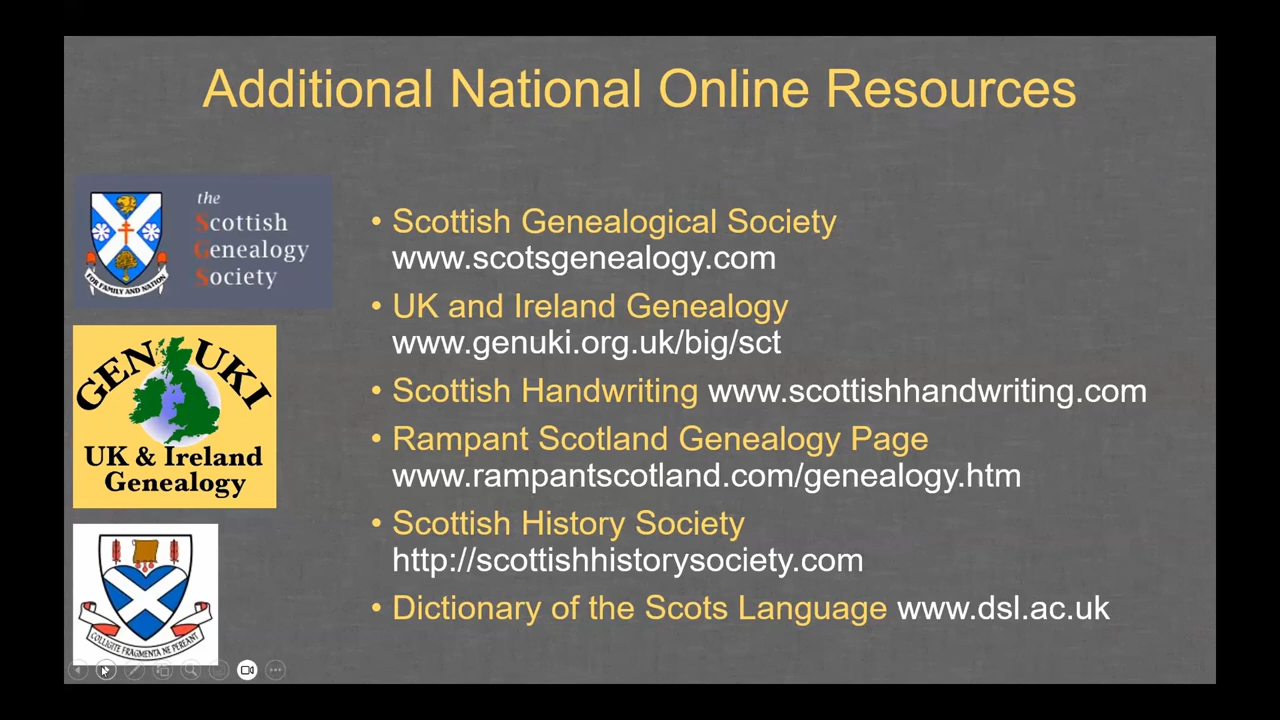 Additional National Online Resources
the
Scottish
Genealogy
Society
FOR FAMILY AND NATION
• Scottish Genealogical Society
www.scotsgenealogy.com
• UK and Ireland Genealogy
www.genuki.org.uk/big/sct
• Scottish Handwriting www.scottishhandwriting.com
• Rampant Scotland Genealogy Page
www.rampantscotland.com/genealogy.htm
• Scottish History Society
http://scottishhistorysociety.com
• Dictionary of the Scots Language www.dsl.ac.uk
GENUKI
UK & Ireland
Genealogy
COLLIGITE FRAGMENTA NE PEREANT